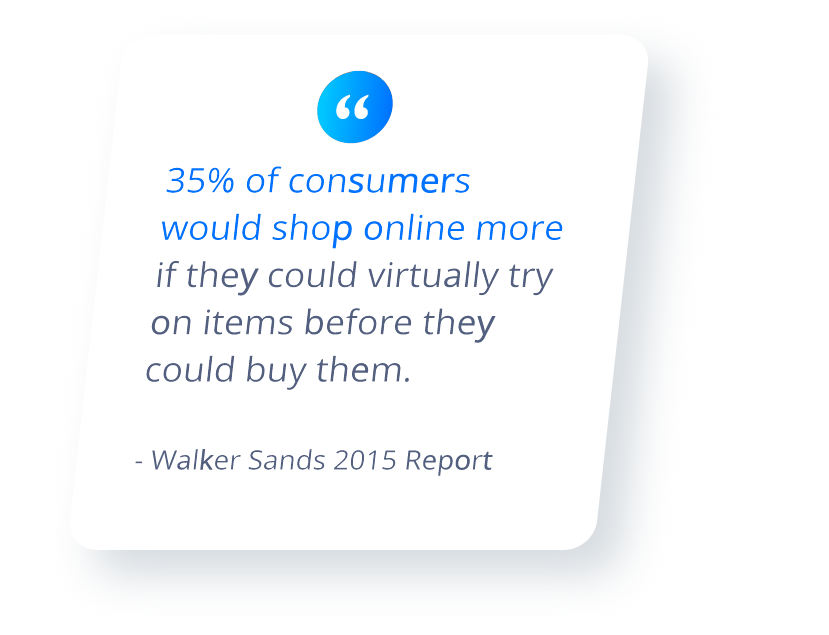 “
35% of consumers
would shop online more
if they could virtually try
on items before they
could buy them.
- Walker Sands 2015 Report